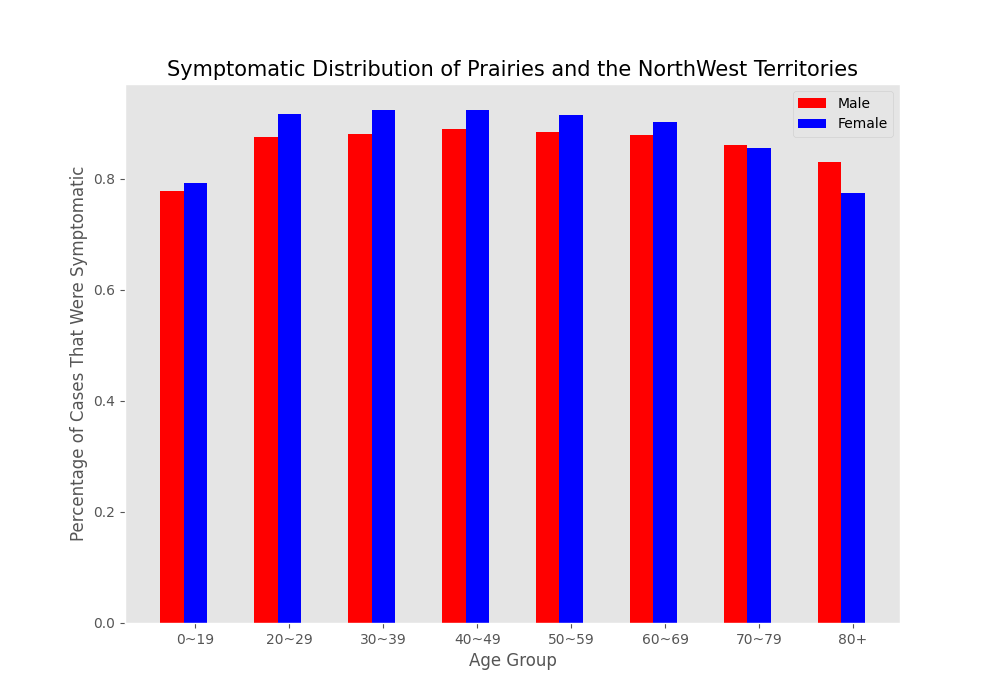 Symptomatic Distribution of Prairies and the NorthWest Territories
Male
Female
Percentage of Cases That Were Symptomatic
0.8
0.6
0.4
0.2
0.0
0~19 20~29 30~39 40~49 50~59 60~69 70~79 80+
Age Group